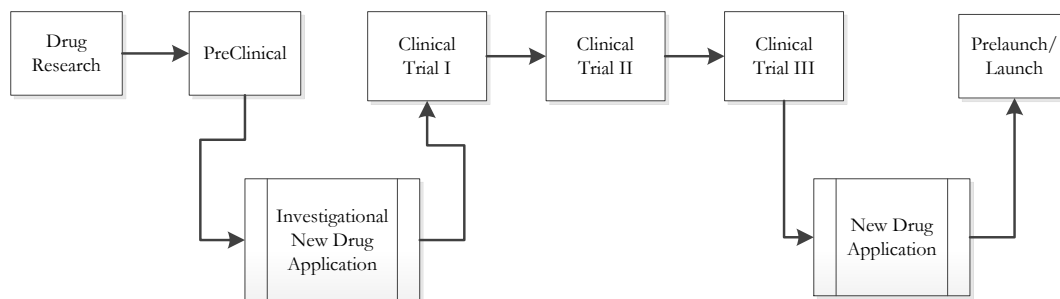 Drug
Research
PreClinical
Clinical
Trial I
Clinical
Trial II
Clinical
Trial III
Prelaunch/
Launch
Investigational
New Drug
Application
New Drug
Application